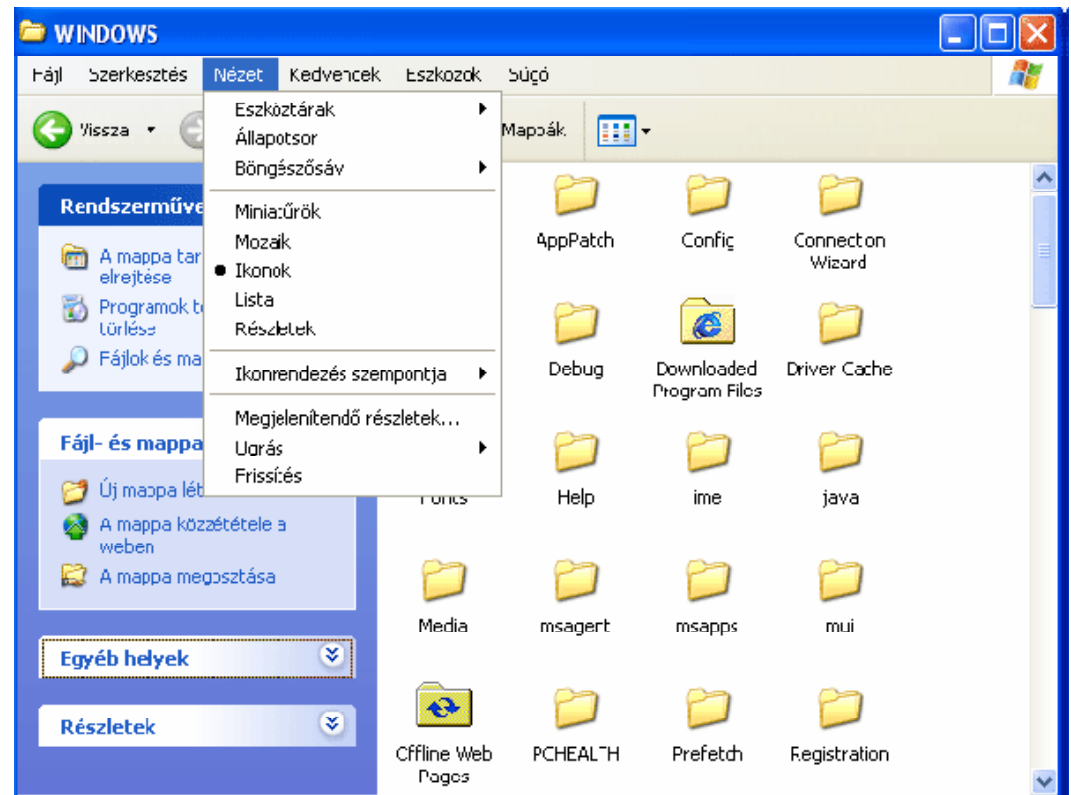 WINDOWS
Fájl Szerkesztés Nézet Kedvencek Eszközök Súgó
Vissza
Mappák
Eszköztárak
Állapotsor
Böngészősáv
Miniatűrök
Mozaik
Ikonok
Lista
Részletek
Ikonrendezés szempontja
Megjelenítendő részletek...
Ugrás
Frissítés
Rendszerműve
A mappa tar
elrejtése
Programok te
törlése
Fájlok és ma
Fájl- és mappa
Új mappa lét
A mappa közzététele a
weben
A mappa megosztása
Egyéb helyek
Részletek
AppPatch Config Connection
Wizard
Debug Downloaded
Program Files
Driver Cache
Fonts Help ime java
Media msagent msapps mui
Offline Web
Pages
PCHEALTH Prefetch Registration